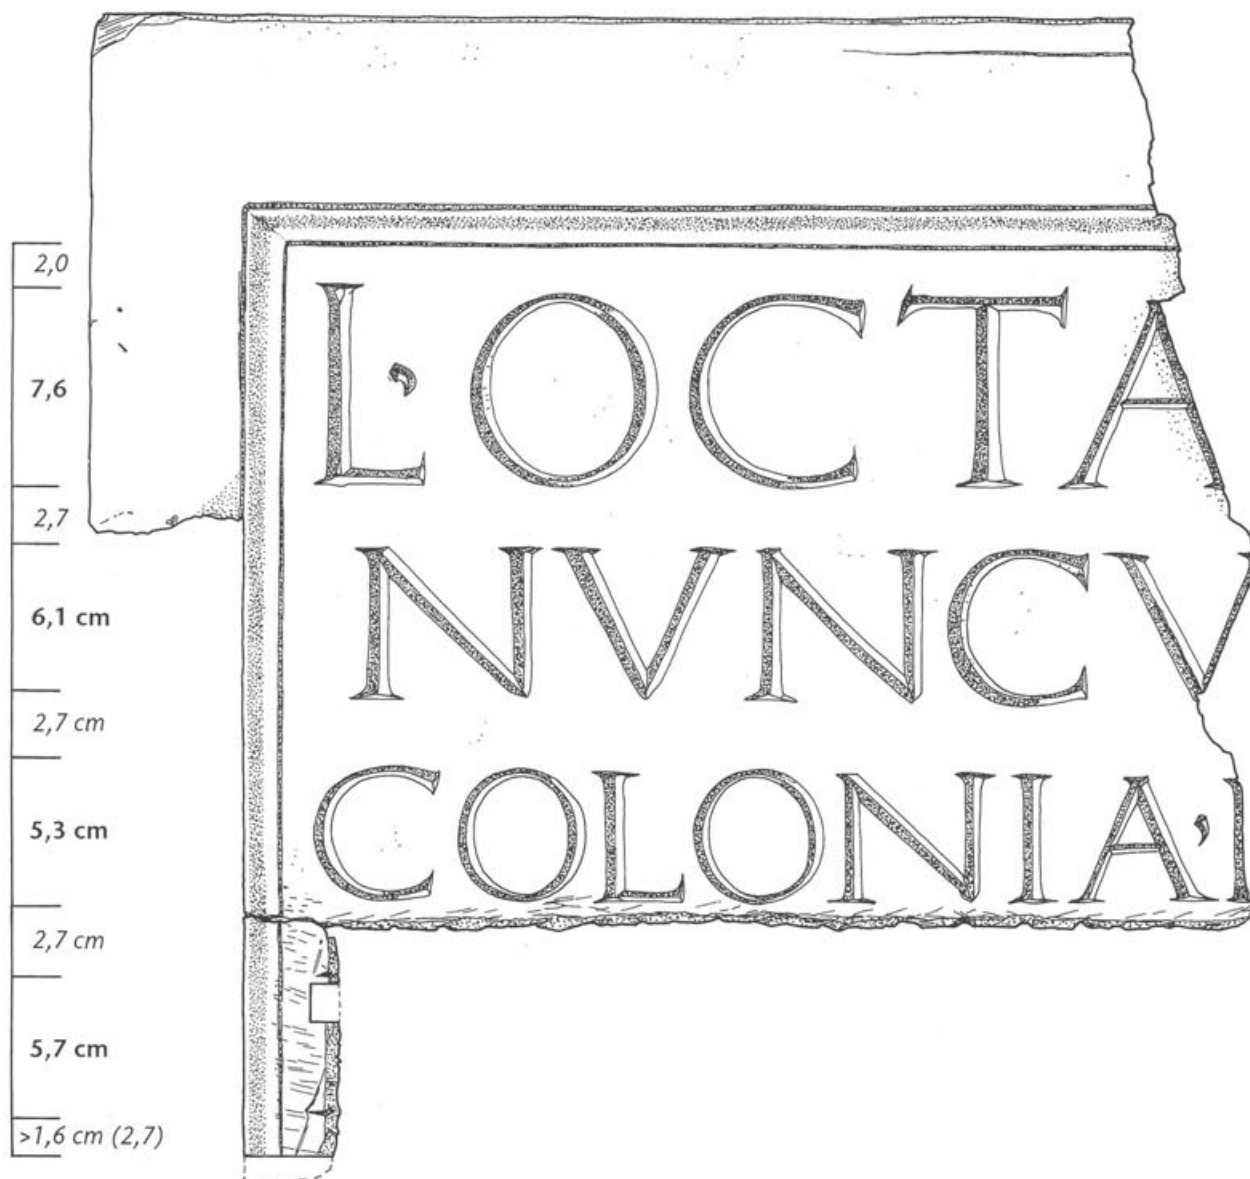 2,0
7,6
2,7
6,1 cm
2,7 cm
5,3 cm
2,7 cm
5,7 cm
>1,6 cm (2,7)
L·OCTA
NVNCV
COLONIA·